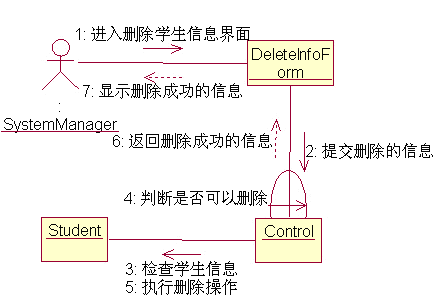 1: 进入删除学生信息界面
DeleteInfoF
orm
7: 显示删除成功的信息
:
SystemManager
6: 返回删除成功的信息
2: 提交删除的信息
4: 判断是否可以删除
Student
Control
3: 检查学生信息
5: 执行删除操作